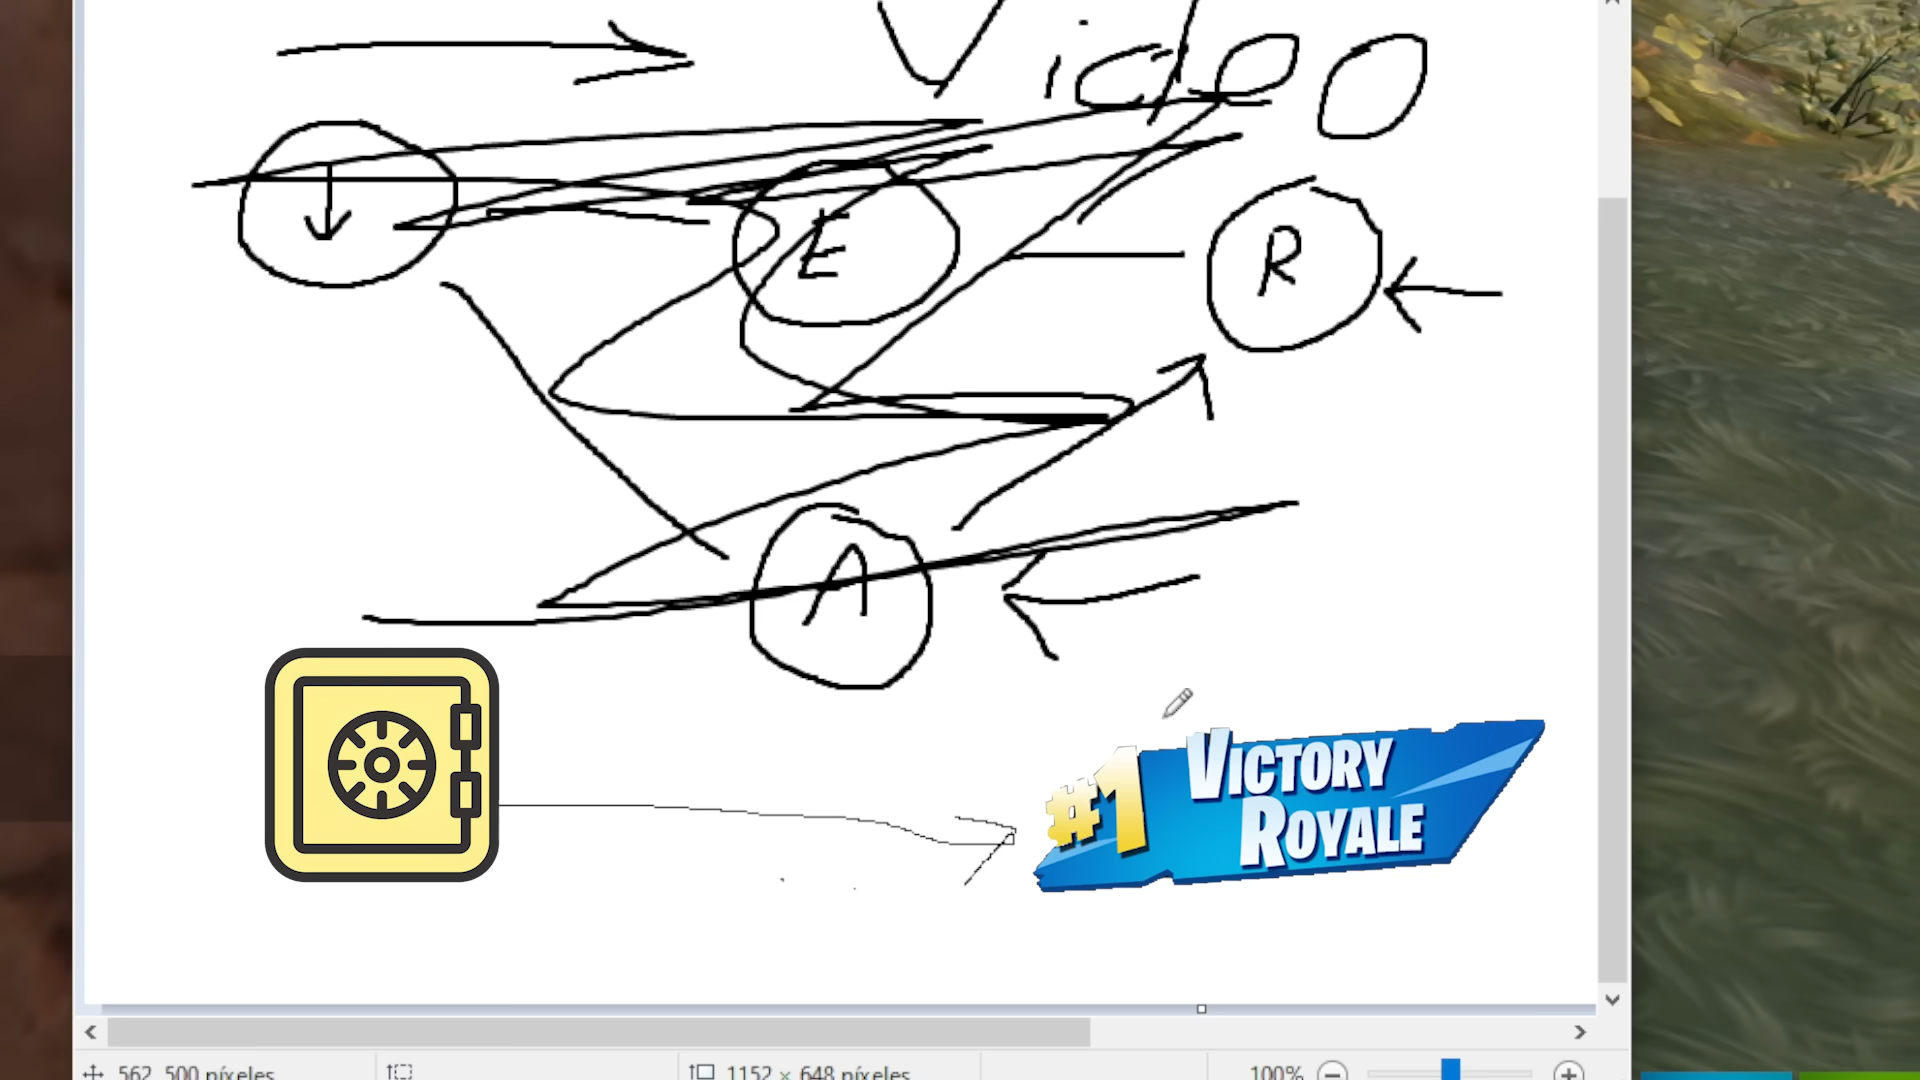 Video
E
R
A
#1 VICTORY
ROYALE
562, 500 píxeles 1152 × 648 píxeles 100%